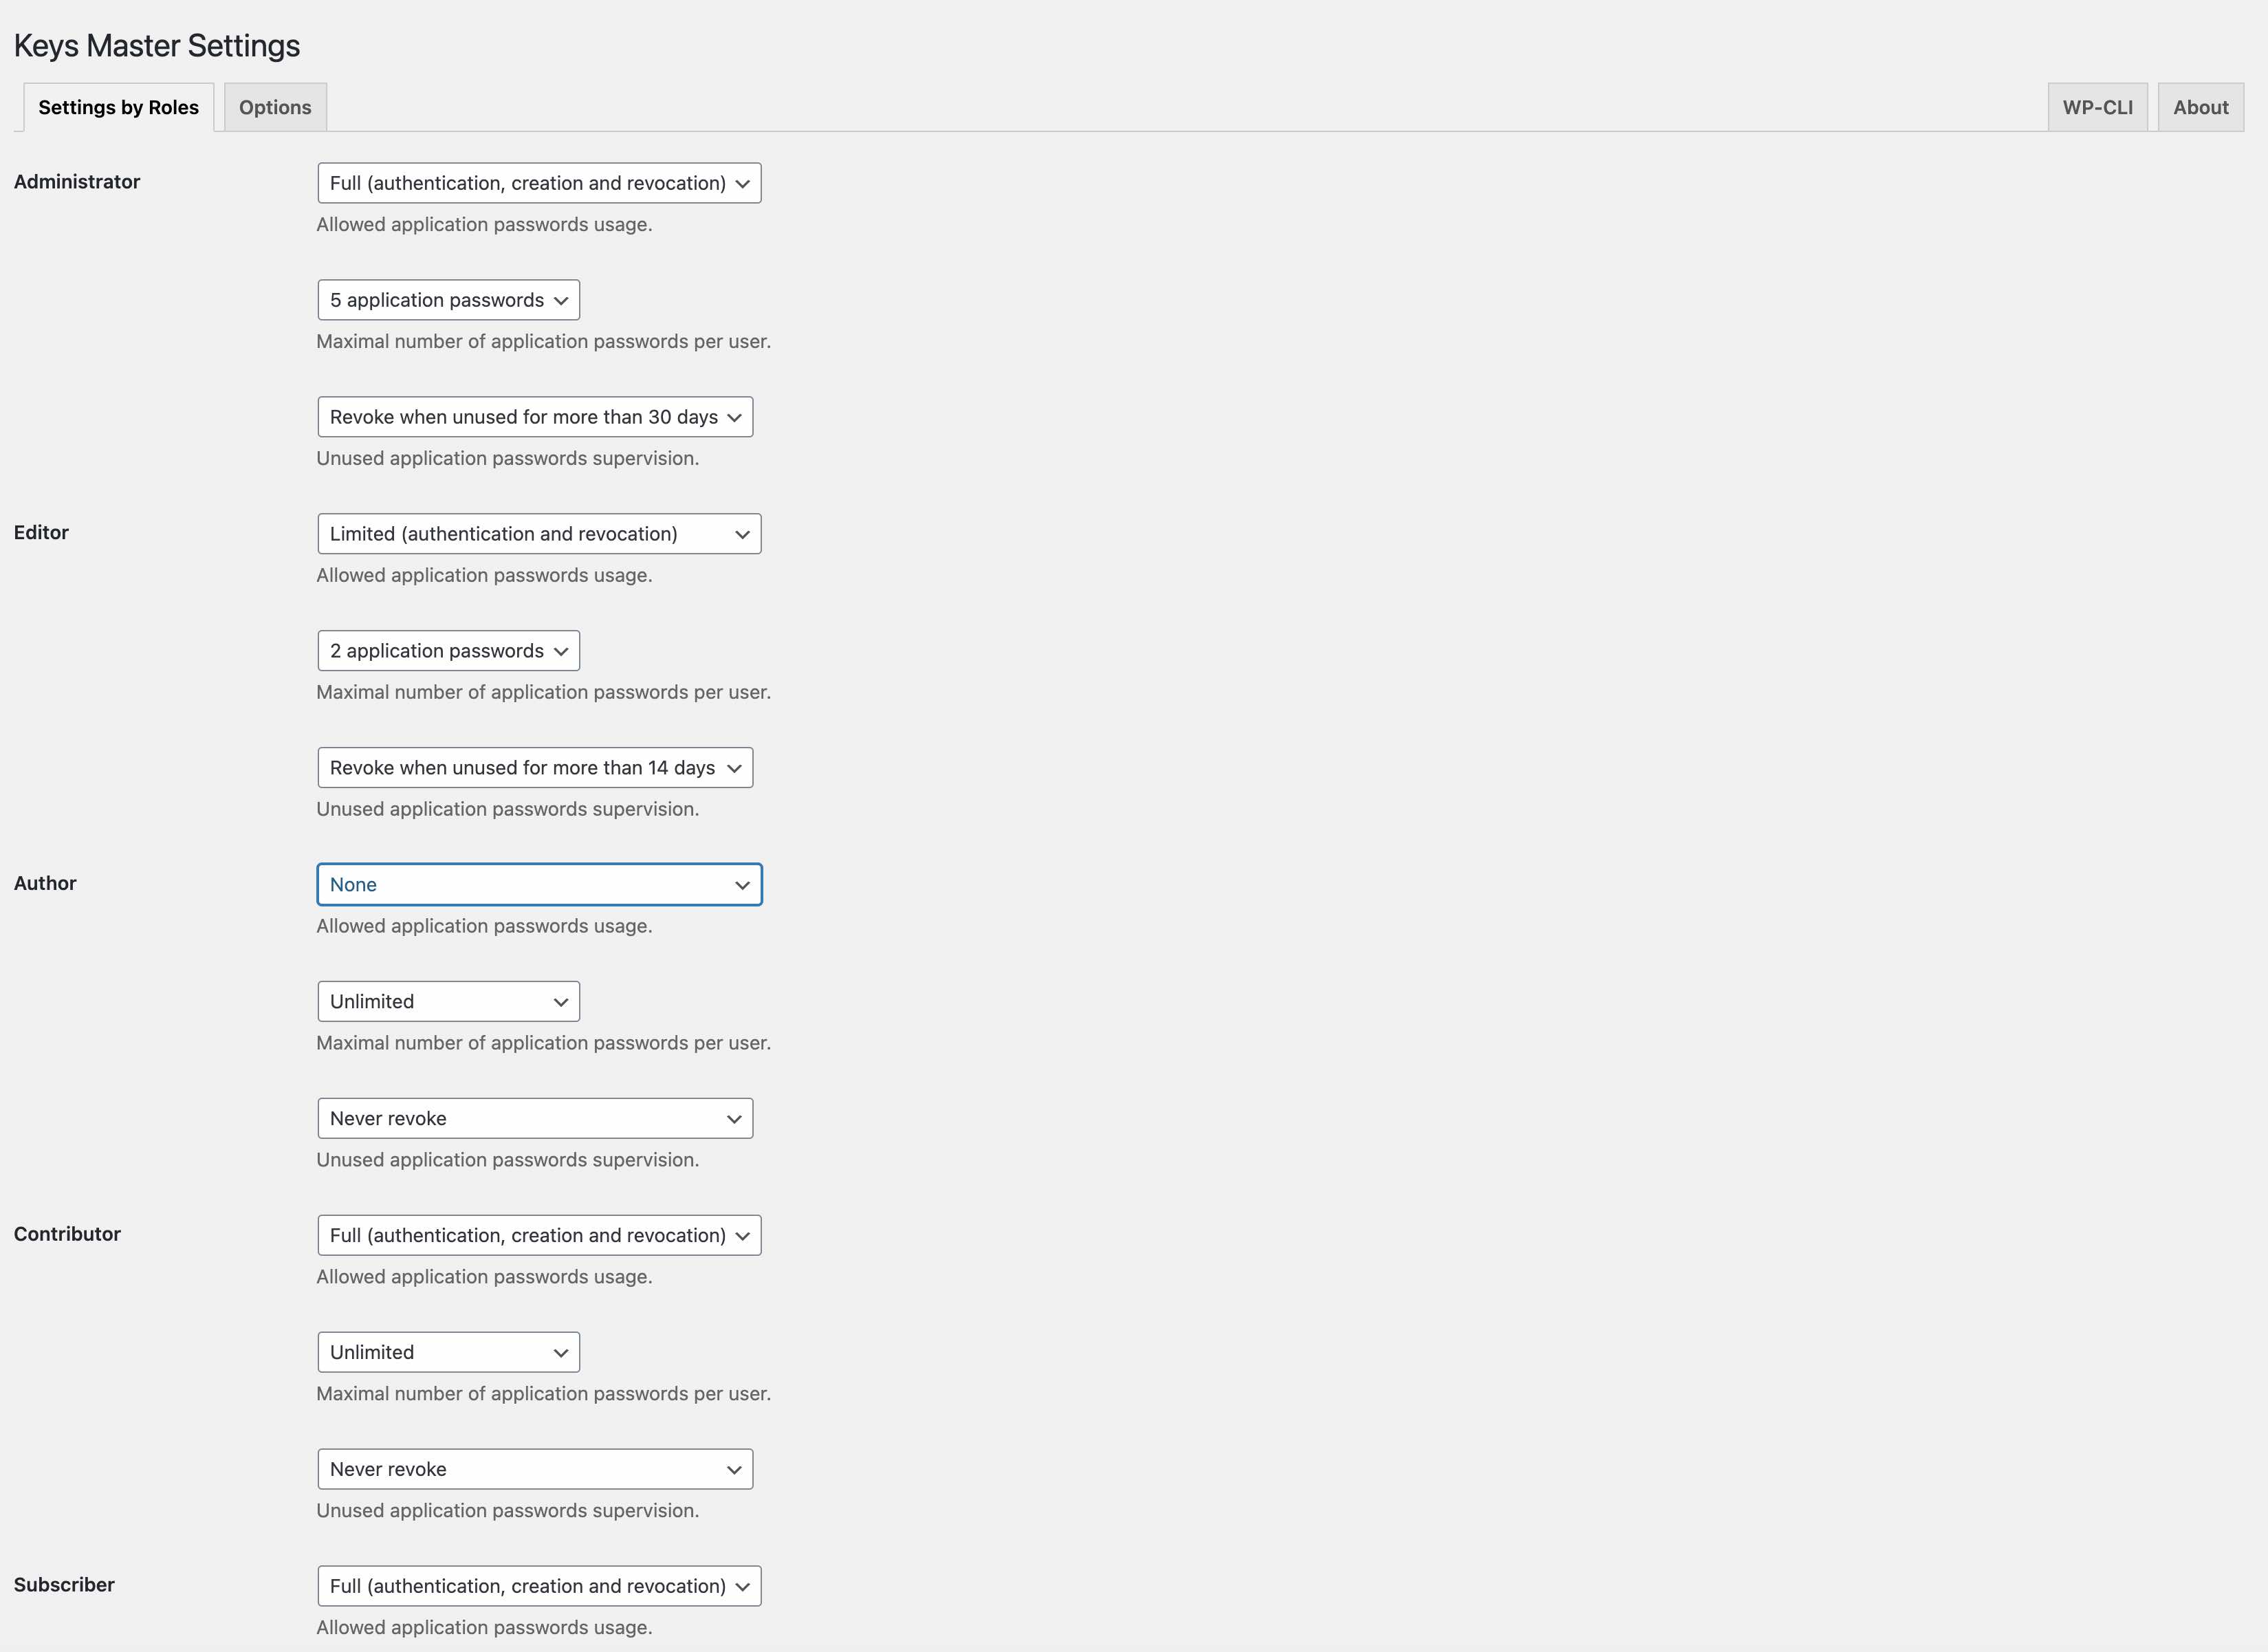 Keys Master Settings
Settings by Roles
Options
WP-CLI
About
Administrator
Full (authentication, creation and revocation)
Allowed application passwords usage.
5 application passwords
Maximal number of application passwords per user.
Revoke when unused for more than 30 days
Unused application passwords supervision.
Editor
Limited (authentication and revocation)
Allowed application passwords usage.
2 application passwords
Maximal number of application passwords per user.
Revoke when unused for more than 14 days
Unused application passwords supervision.
Author
None
Allowed application passwords usage.
Unlimited
Maximal number of application passwords per user.
Never revoke
Unused application passwords supervision.
Contributor
Full (authentication, creation and revocation)
Allowed application passwords usage.
Unlimited
Maximal number of application passwords per user.
Never revoke
Unused application passwords supervision.
Subscriber
Full (authentication, creation and revocation)
Allowed application passwords usage.